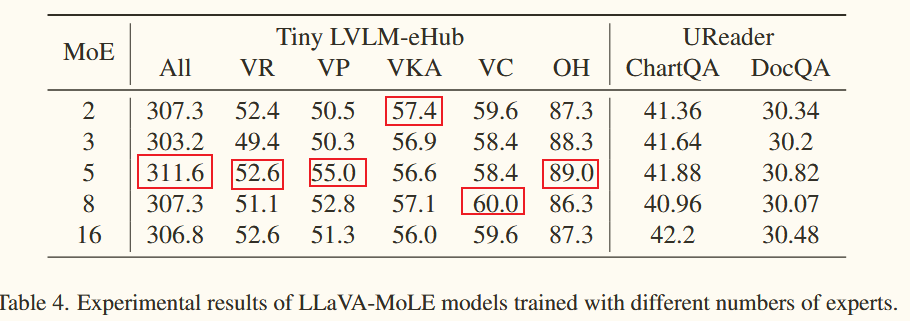 MoE Tiny LVLM-eHub UReader
All VR VP VKA VC OH ChartQA DocQA
2 307.3 52.4 50.5 57.4 59.6 87.3 41.36 30.34
3 303.2 49.4 50.3 56.9 58.4 88.3 41.64 30.2
5 311.6 52.6 55.0 56.6 58.4 89.0 41.88 30.82
8 307.3 51.1 52.8 57.1 60.0 86.3 40.96 30.07
16 306.8 52.6 51.3 56.0 59.6 87.3 42.2 30.48
Table 4. Experimental results of LLaVA-MoLE models trained with different numbers of experts.